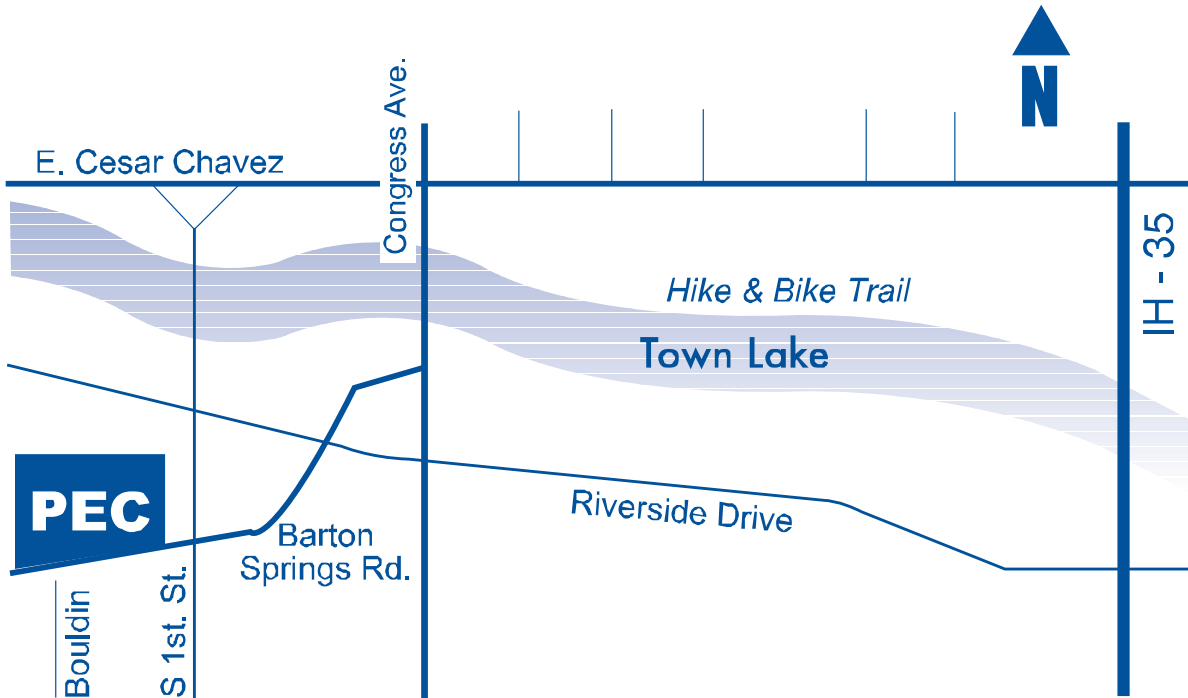 N
Congress Ave.
E. Cesar Chavez
IH - 35
Hike & Bike Trail
Town Lake
PEC
Riverside Drive
Barton
Springs Rd.
Bouldin
S 1st. St.